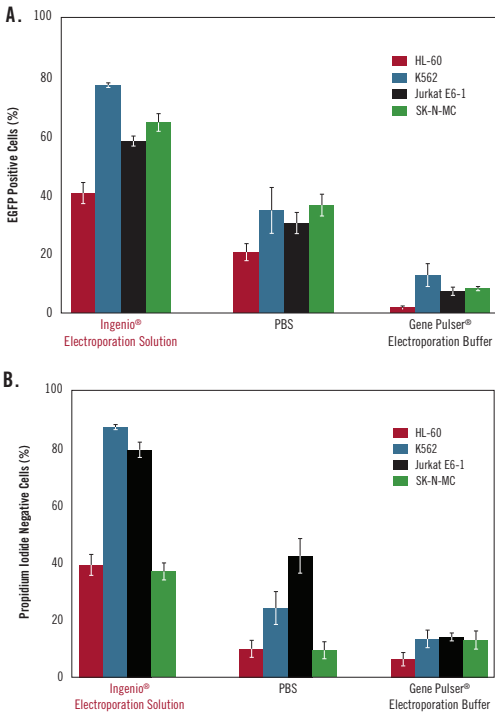 A.
EGFP Positive Cells (%)
100
80
60
40
20
0
HL-60
K562
Jurkat E6-1
SK-N-MC
Ingenio®
Electroporation Solution
PBS
Gene Pulser®
Electroporation Buffer
B.
Propidium Iodide Negative Cells (%)
100
80
60
40
20
0
HL-60
K562
Jurkat E6-1
SK-N-MC
Ingenio®
Electroporation Solution
PBS
Gene Pulser®
Electroporation Buffer